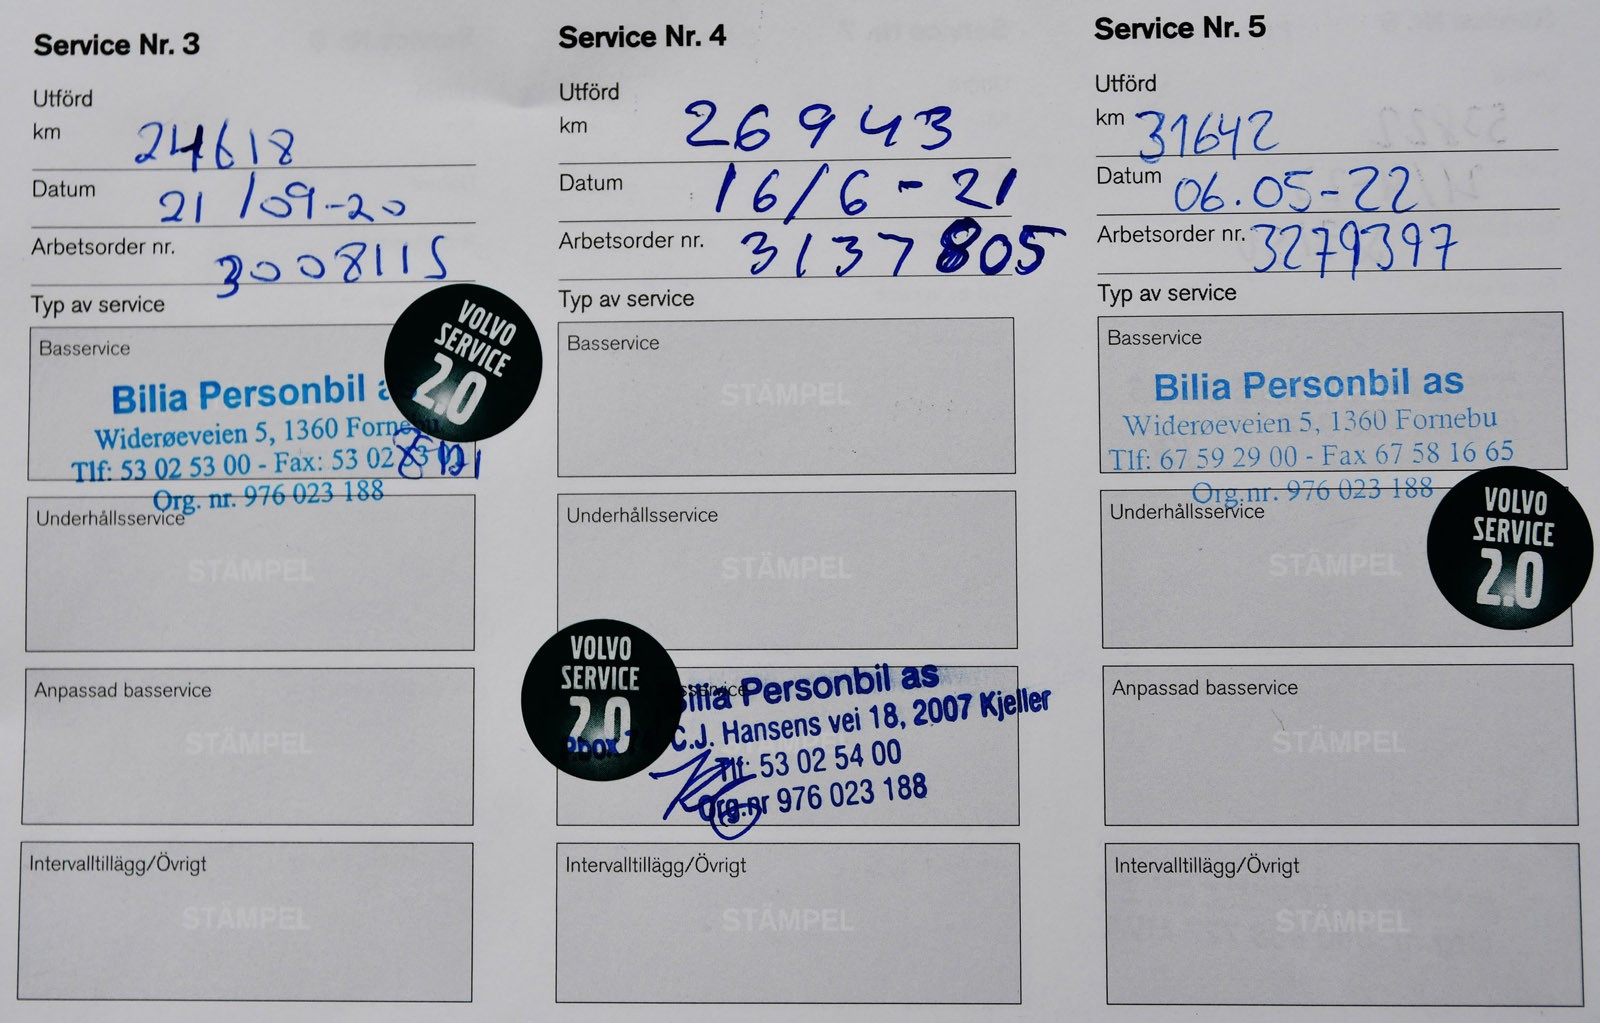 Service Nr. 3
Utförd
km 24618
Datum 21/09-20
Arbetsorder nr. 3008115
Typ av service
Basservice
VOLVO
SERVICE
2.0
Bilia Personbil
Widerøeveien 5, 1360 Fornebu
Tlf: 53 02 53 00 - Fax: 53 02
Org. nr. 976 023 188
Underhållsservice
STÄMPEL
Anpassad basservice
STÄMPEL
Intervalltillägg/Övrigt
STÄMPEL
Service Nr. 4
Utförd
km 26943
Datum 16/6-21
Arbetsorder nr. 3137805
Typ av service
Basservice
STÄMPEL
Underhållsservice
STÄMPEL
VOLVO
SERVICE
2.0
Bilia Personbil as
C.J. Hansens vei 18, 2007 Kjeller
Tlf: 53 02 54 00
Org.nr 976 023 188
Intervalltillägg/Övrigt
STÄMPEL
Service Nr. 5
Utförd
km 31642
Datum 06.05-22
Arbetsorder nr. 3279397
Typ av service
Basservice
Bilia Personbil as
Widerøeveien 5, 1360 Fornebu
Tlf: 67 59 29 00 - Fax 67 58 16 65
Org.nr. 976 023 188
Underhållsservice
STÄMPEL
VOLVO
SERVICE
2.0
Anpassad basservice
STÄMPEL
Intervalltillägg/Övrigt
STÄMPEL